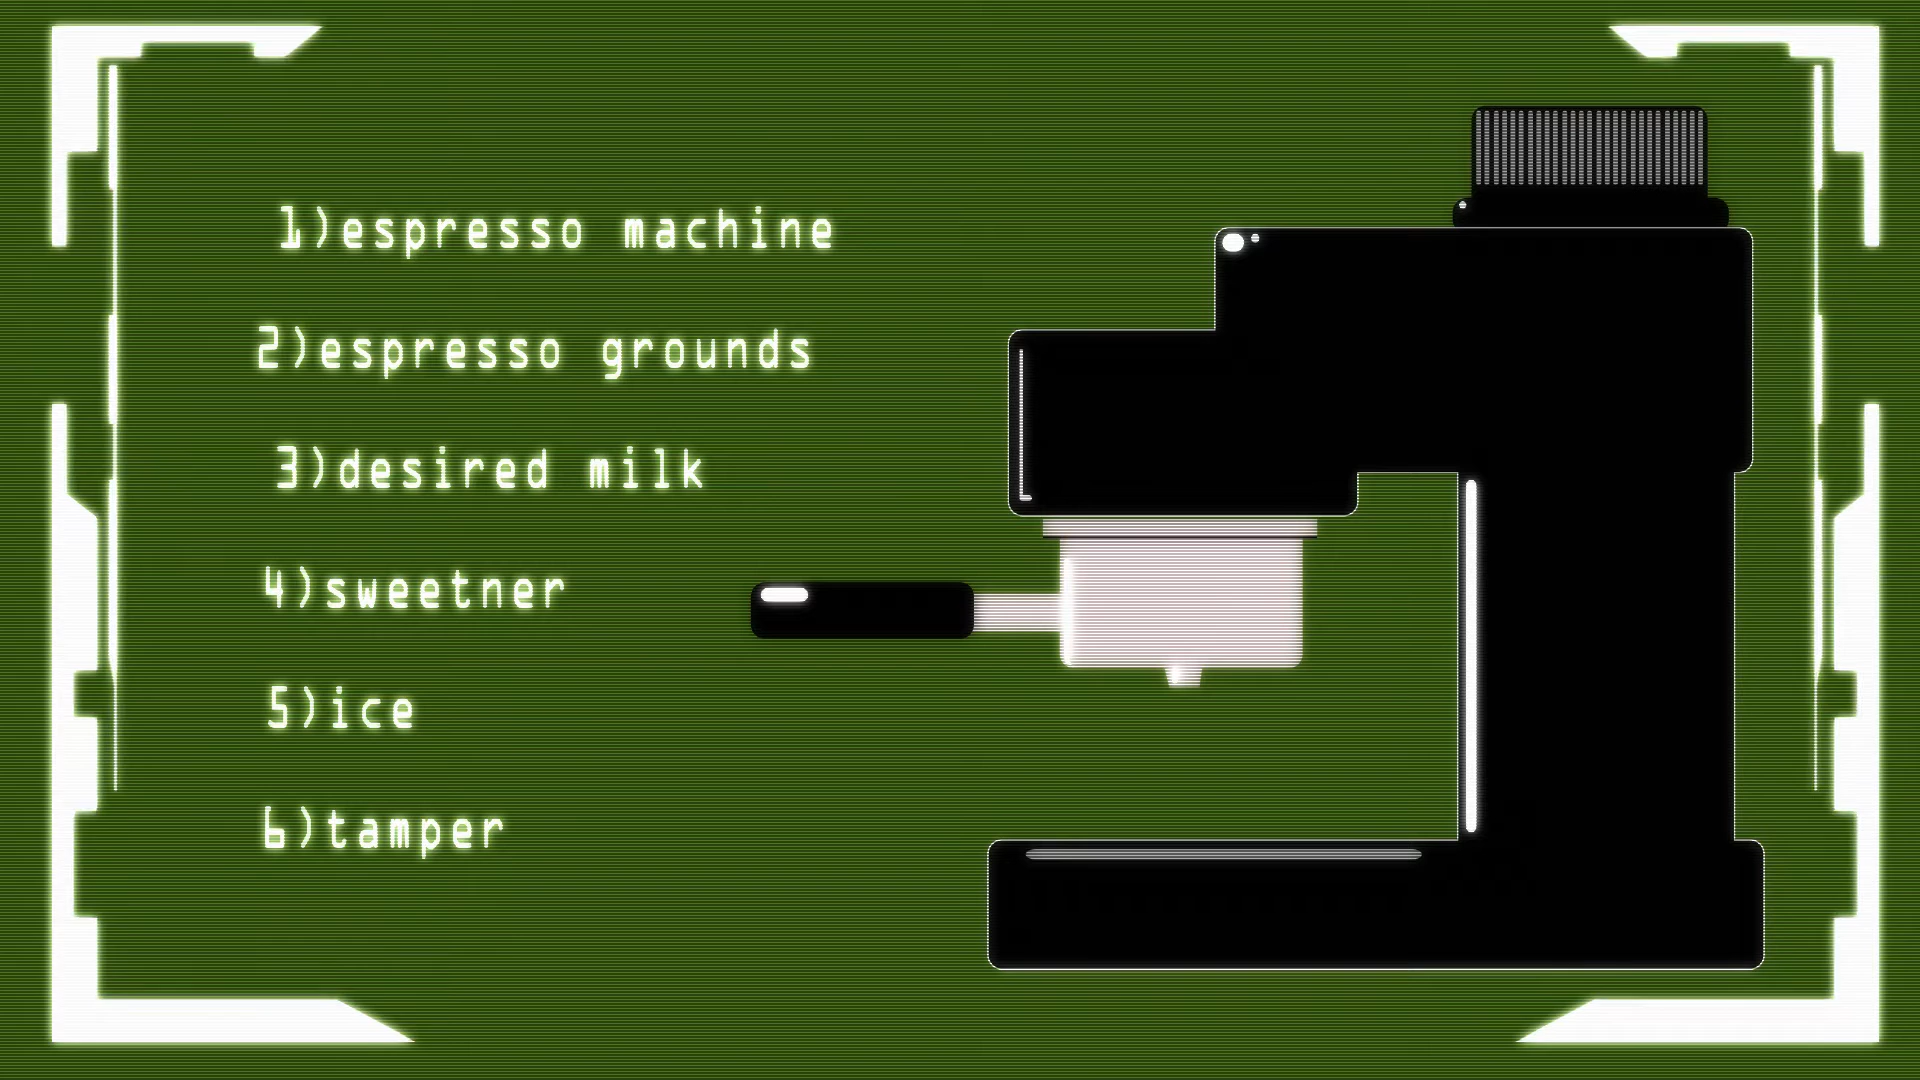 1)espresso machine
2)espresso grounds
3)desired milk
4)sweetner
5)ice
6)tamper